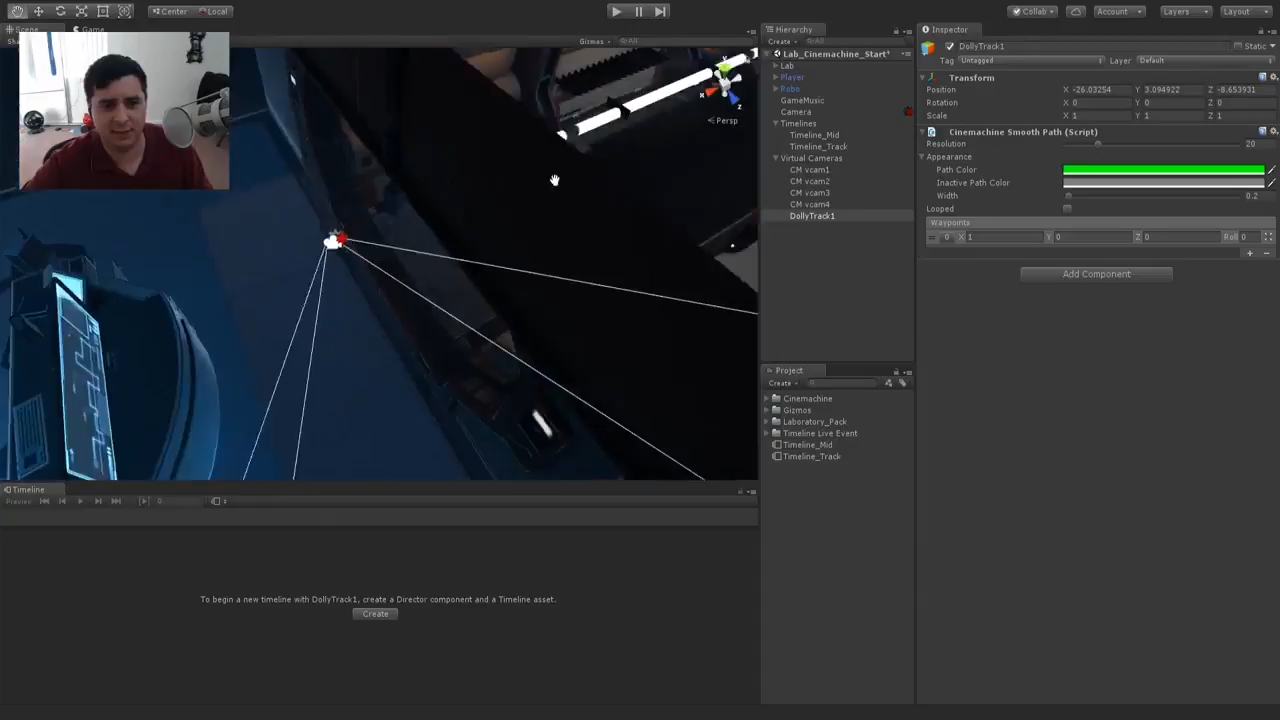 Center Local
Collab Account Layers Layout
Scene Game
Gizmos All
y
x
z
Persp
Hierarchy
Create All
Lab_Cinemachine_Start*
Lab
Player
Robo
GameMusic
Camera
Timelines
Timeline_Mid
Timeline_Track
Virtual Cameras
CM vcam1
CM vcam2
CM vcam3
CM vcam4
DollyTrack1
Project
Create
Cinemachine
Gizmos
Laboratory_Pack
Timeline Live Event
Timeline_Mid
Timeline_Track
Inspector
DollyTrack1 Static
Tag Untagged Layer Default
Transform
Position X -26.03254 Y 3.094922 Z -8.653931
Rotation X 0 Y 0 Z 0
Scale X 1 Y 1 Z 1
Cinemachine Smooth Path (Script)
Resolution 20
Appearance
Path Color
Inactive Path Color
Width 0.2
Looped
Waypoints
0 X 1 Y 0 Z 0 Roll 0
+ −
Add Component
Timeline
Preview 0
To begin a new timeline with DollyTrack1, create a Director component and a Timeline asset.
Create